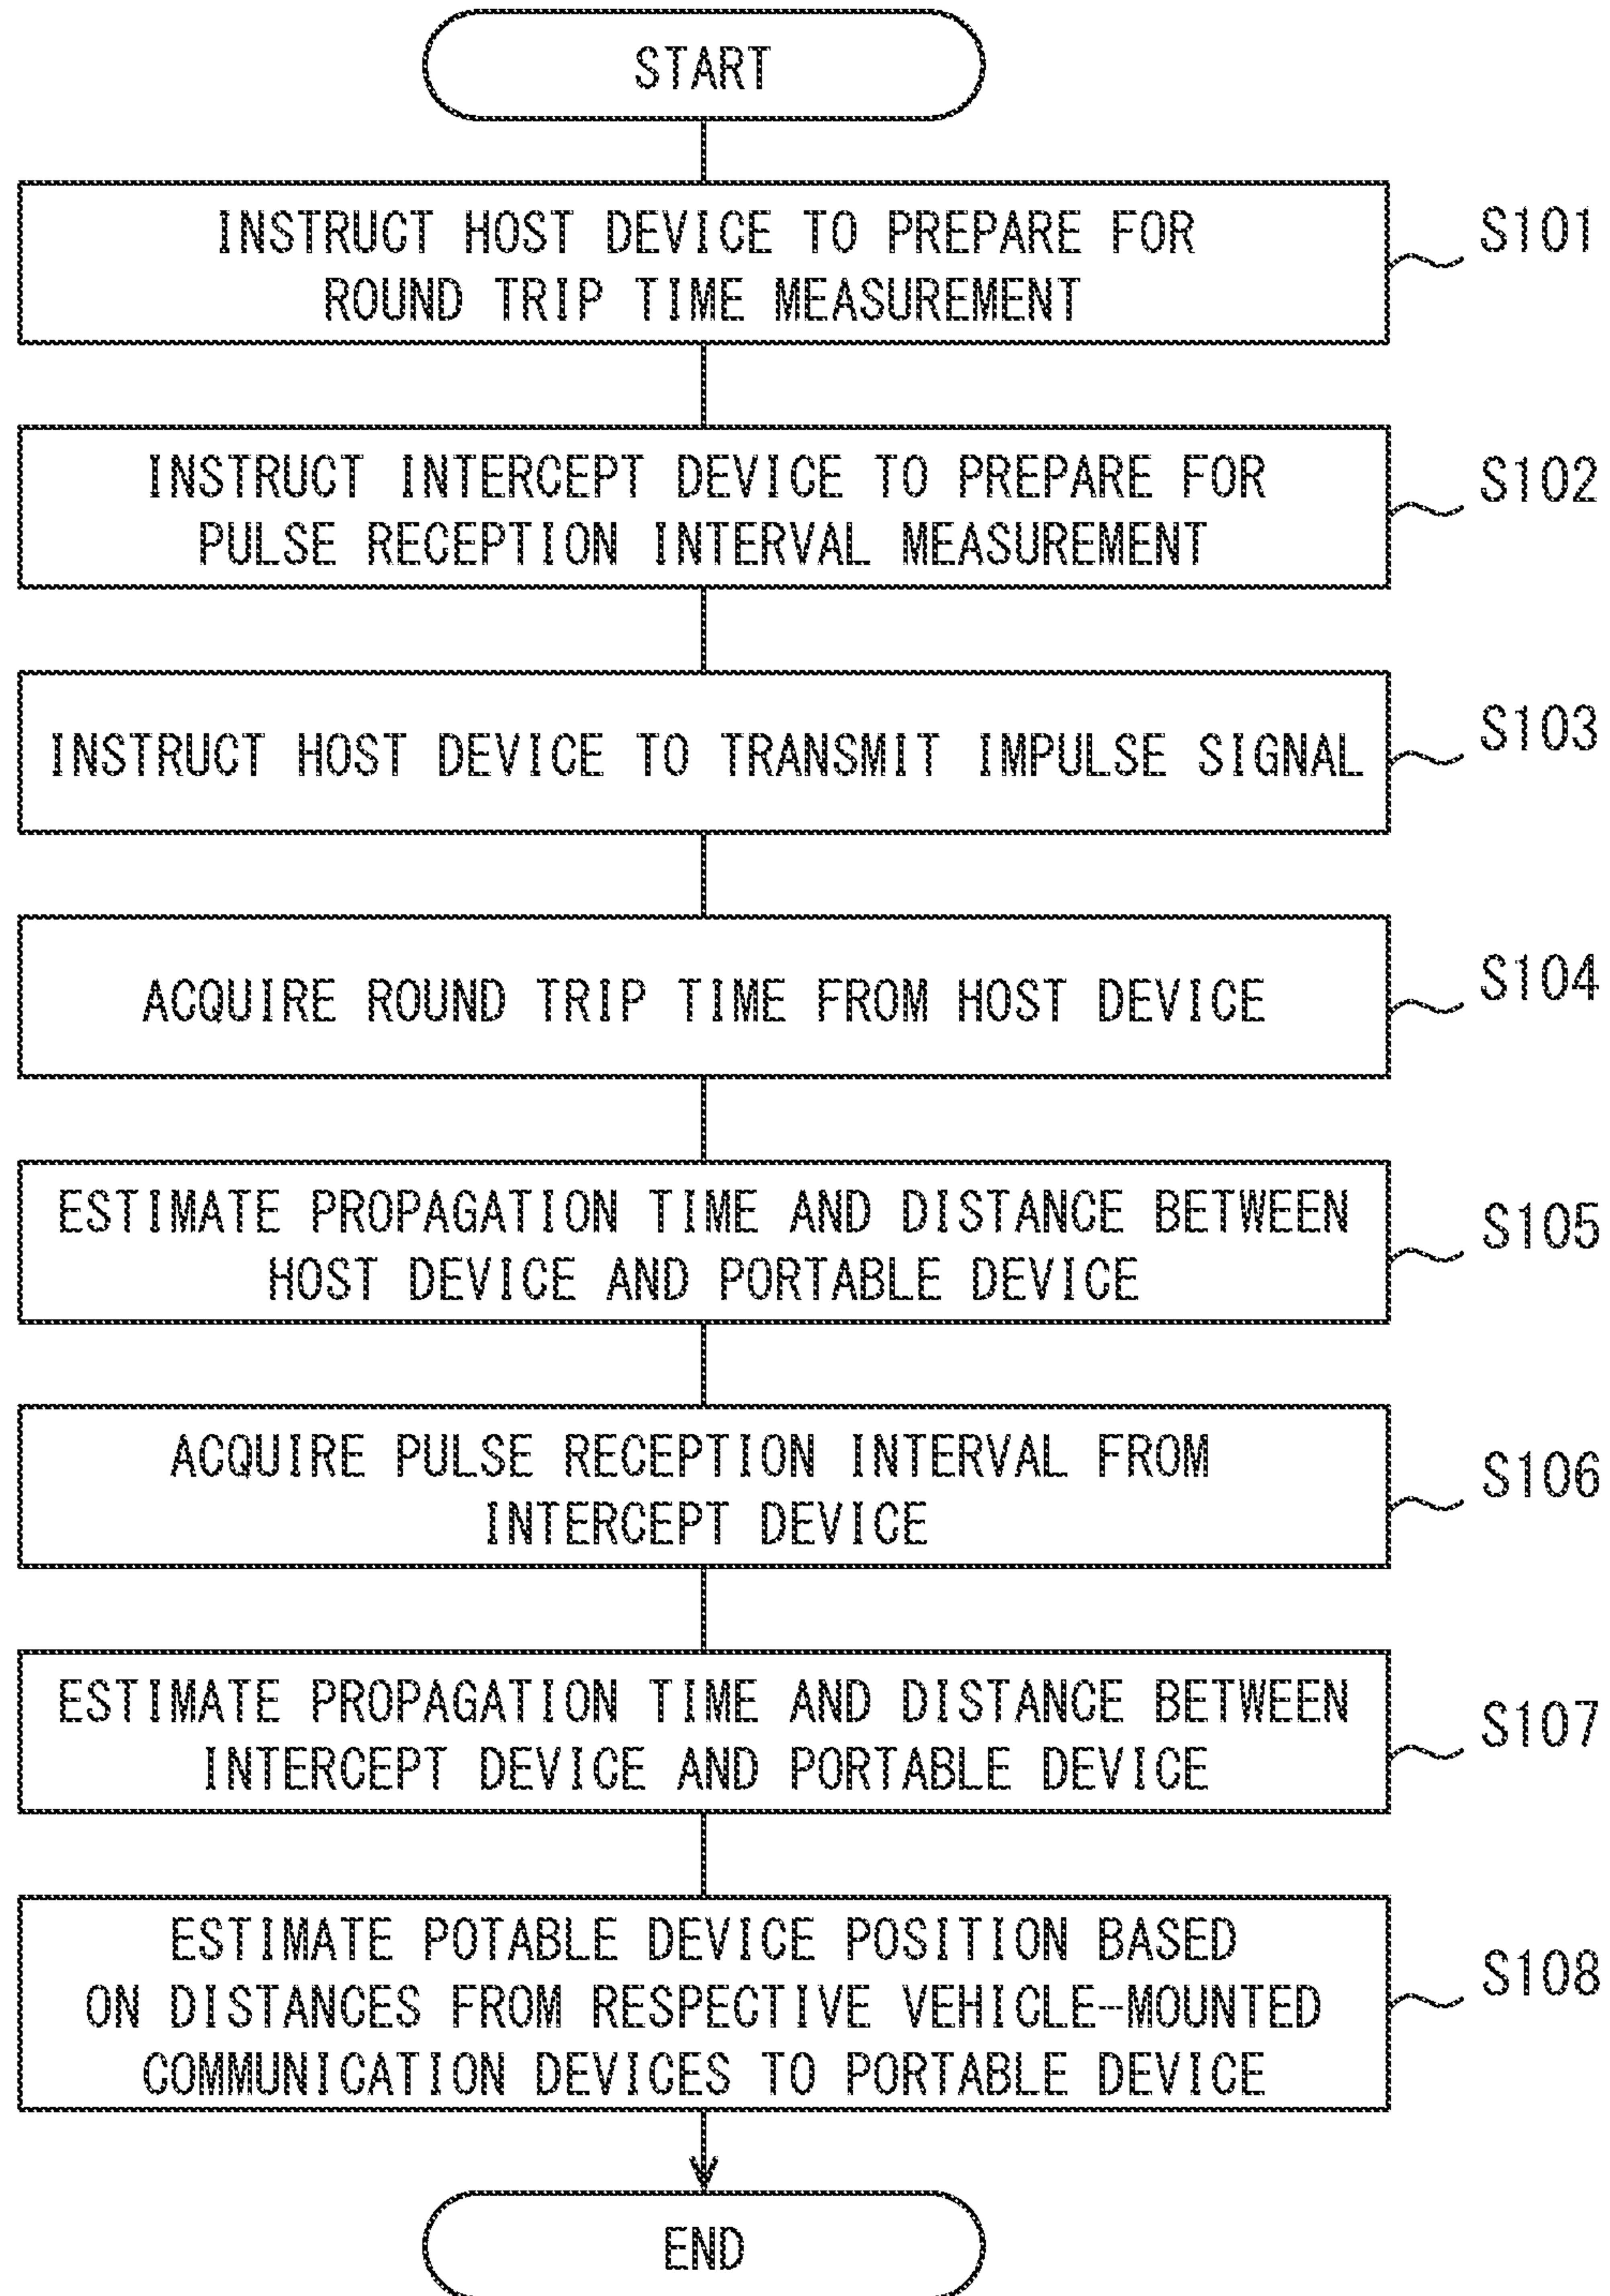 START
INSTRUCT HOST DEVICE TO PREPARE FOR
ROUND TRIP TIME MEASUREMENT
S101
INSTRUCT INTERCEPT DEVICE TO PREPARE FOR
PULSE RECEPTION INTERVAL MEASUREMENT
S102
INSTRUCT HOST DEVICE TO TRANSMIT IMPULSE SIGNAL
S103
ACQUIRE ROUND TRIP TIME FROM HOST DEVICE
S104
ESTIMATE PROPAGATION TIME AND DISTANCE BETWEEN
HOST DEVICE AND PORTABLE DEVICE
S105
ACQUIRE PULSE RECEPTION INTERVAL FROM
INTERCEPT DEVICE
S106
ESTIMATE PROPAGATION TIME AND DISTANCE BETWEEN
INTERCEPT DEVICE AND PORTABLE DEVICE
S107
ESTIMATE POTABLE DEVICE POSITION BASED
ON DISTANCES FROM RESPECTIVE VEHICLE-MOUNTED
COMMUNICATION DEVICES TO PORTABLE DEVICE
S108
END